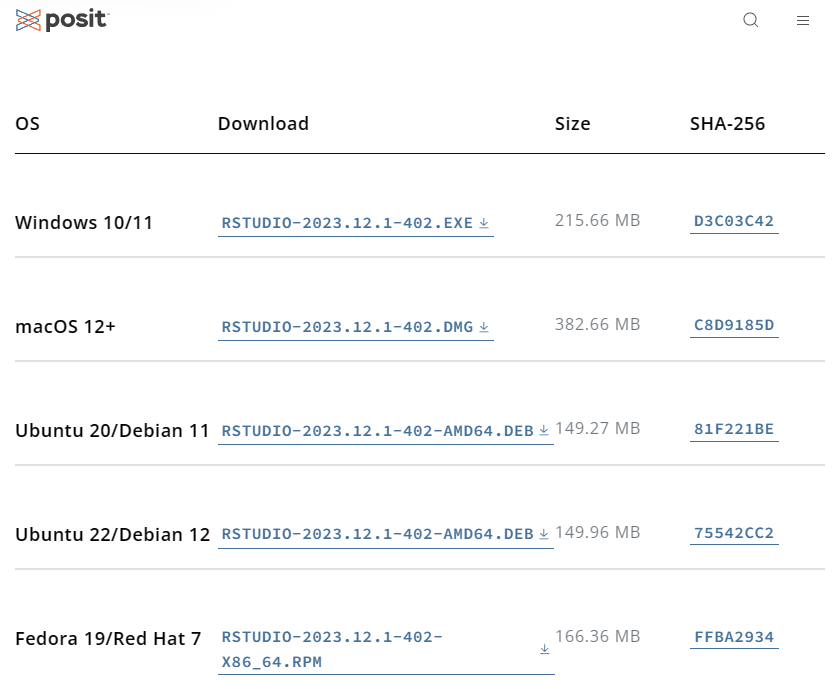 posit
OS Download Size SHA-256
Windows 10/11 RSTUDIO-2023.12.1-402.EXE 215.66 MB D3C03C42
macOS 12+ RSTUDIO-2023.12.1-402.DMG 382.66 MB C8D9185D
Ubuntu 20/Debian 11 RSTUDIO-2023.12.1-402-AMD64.DEB 149.27 MB 81F221BE
Ubuntu 22/Debian 12 RSTUDIO-2023.12.1-402-AMD64.DEB 149.96 MB 75542CC2
Fedora 19/Red Hat 7 RSTUDIO-2023.12.1-402- 166.36 MB FFBA2934
X86_64.RPM